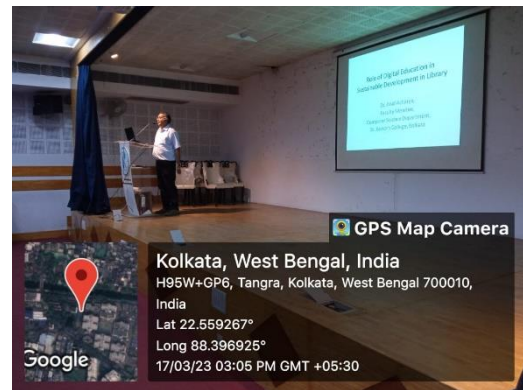 Role of Digital Education in
Sustainable Development in Library
GPS Map Camera
Kolkata, West Bengal, India
H95W+GP6, Tangra, Kolkata, West Bengal 700010,
India
Lat 22.559267°
Long 88.396925°
17/03/23 03:05 PM GMT +05:30
Google